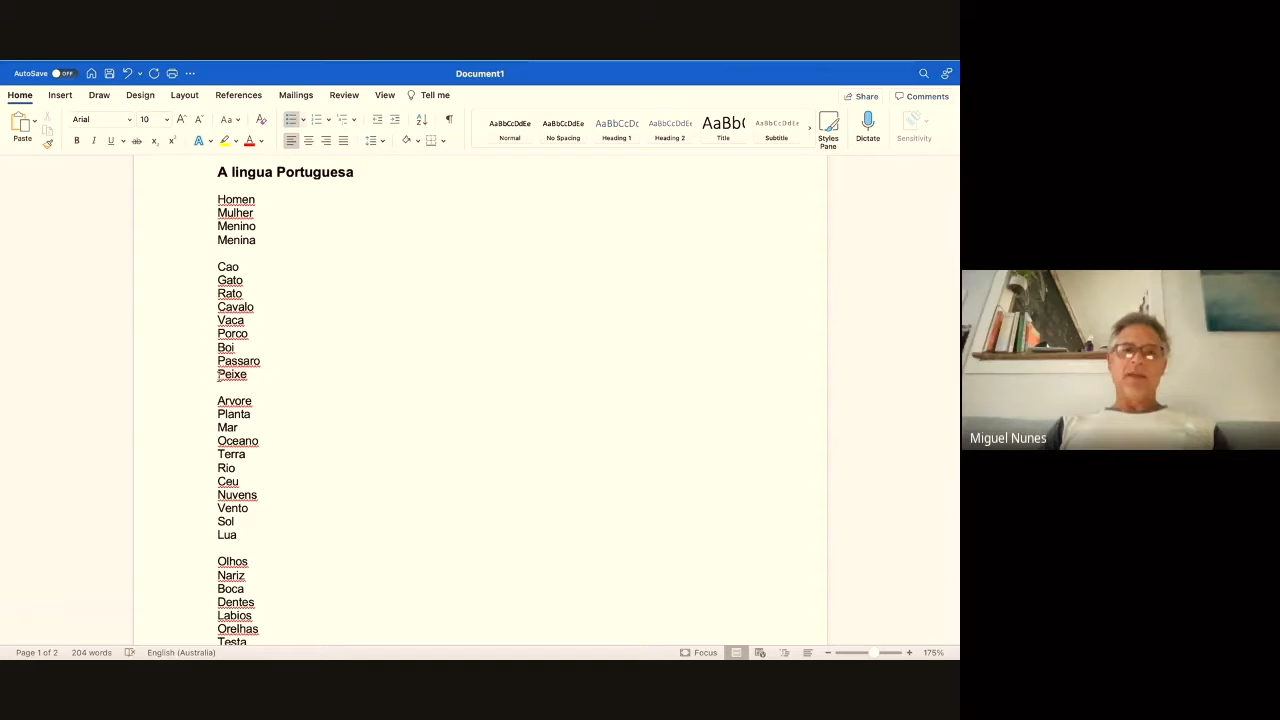 AutoSave OFF
Document1
Home Insert Draw Design Layout References Mailings Review View Tell me
Share Comments
Paste
Arial 10
Aa
B I U ab x₂ x²
A A
AaBbCcDdEe AaBbCcDdEe AaBbCcDc AaBbCcDdEe AaBb( AaBbCcDdEe
Normal No Spacing Heading 1 Heading 2 Title Subtitle
Styles Pane
Dictate
Sensitivity
A lingua Portuguesa
Homen
Mulher
Menino
Menina
Cao
Gato
Rato
Cavalo
Vaca
Porco
Boi
Passaro
Peixe
Arvore
Planta
Mar
Oceano
Terra
Rio
Ceu
Nuvens
Vento
Sol
Lua
Olhos
Nariz
Boca
Dentes
Labios
Orelhas
Testa
Miguel Nunes
Page 1 of 2 204 words English (Australia)
Focus
175%